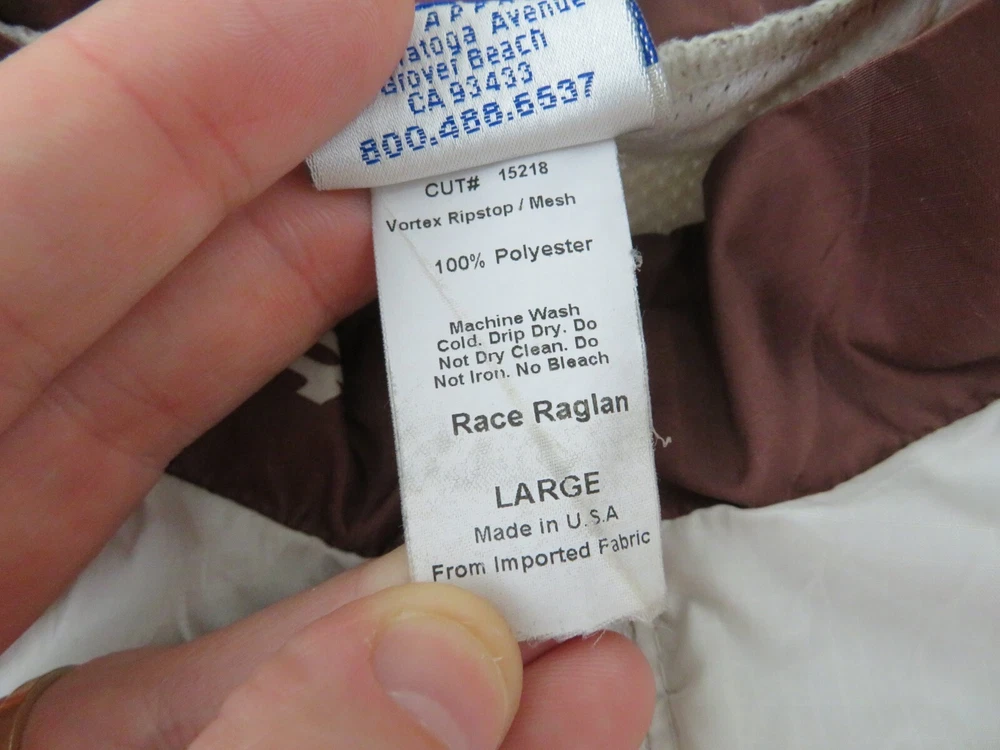 Avenue
Grover Beach
CA 93433
800.488.6537
CUT# 15218
Vortex Ripstop / Mesh
100% Polyester
Machine Wash
Cold. Drip Dry. Do
Not Dry Clean. Do
Not Iron. No Bleach
Race Raglan
LARGE
Made in U.S.A
From Imported Fabric